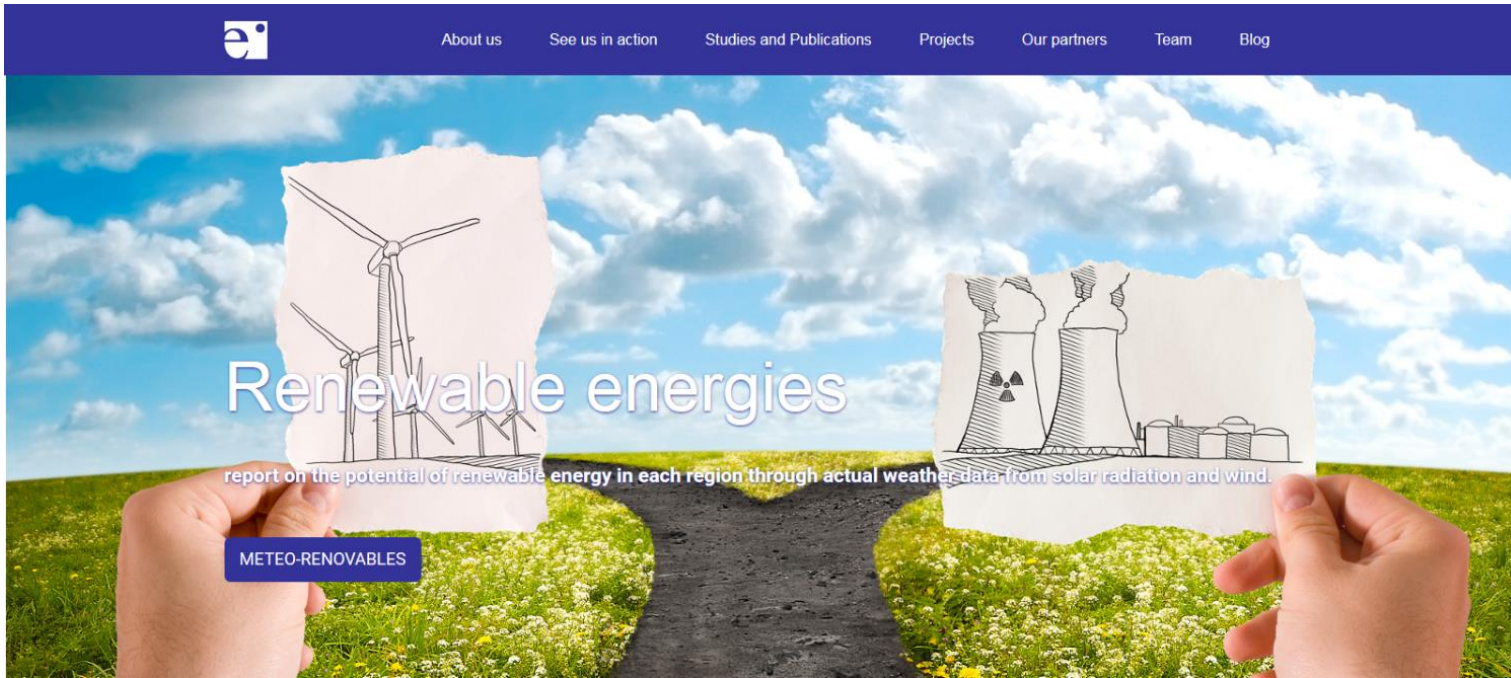 e
About us See us in action Studies and Publications Projects Our partners Team Blog
Renewable energies
report on the potential of renewable energy in each region through actual weather data from solar radiation and wind.
METEO-RENOVABLES